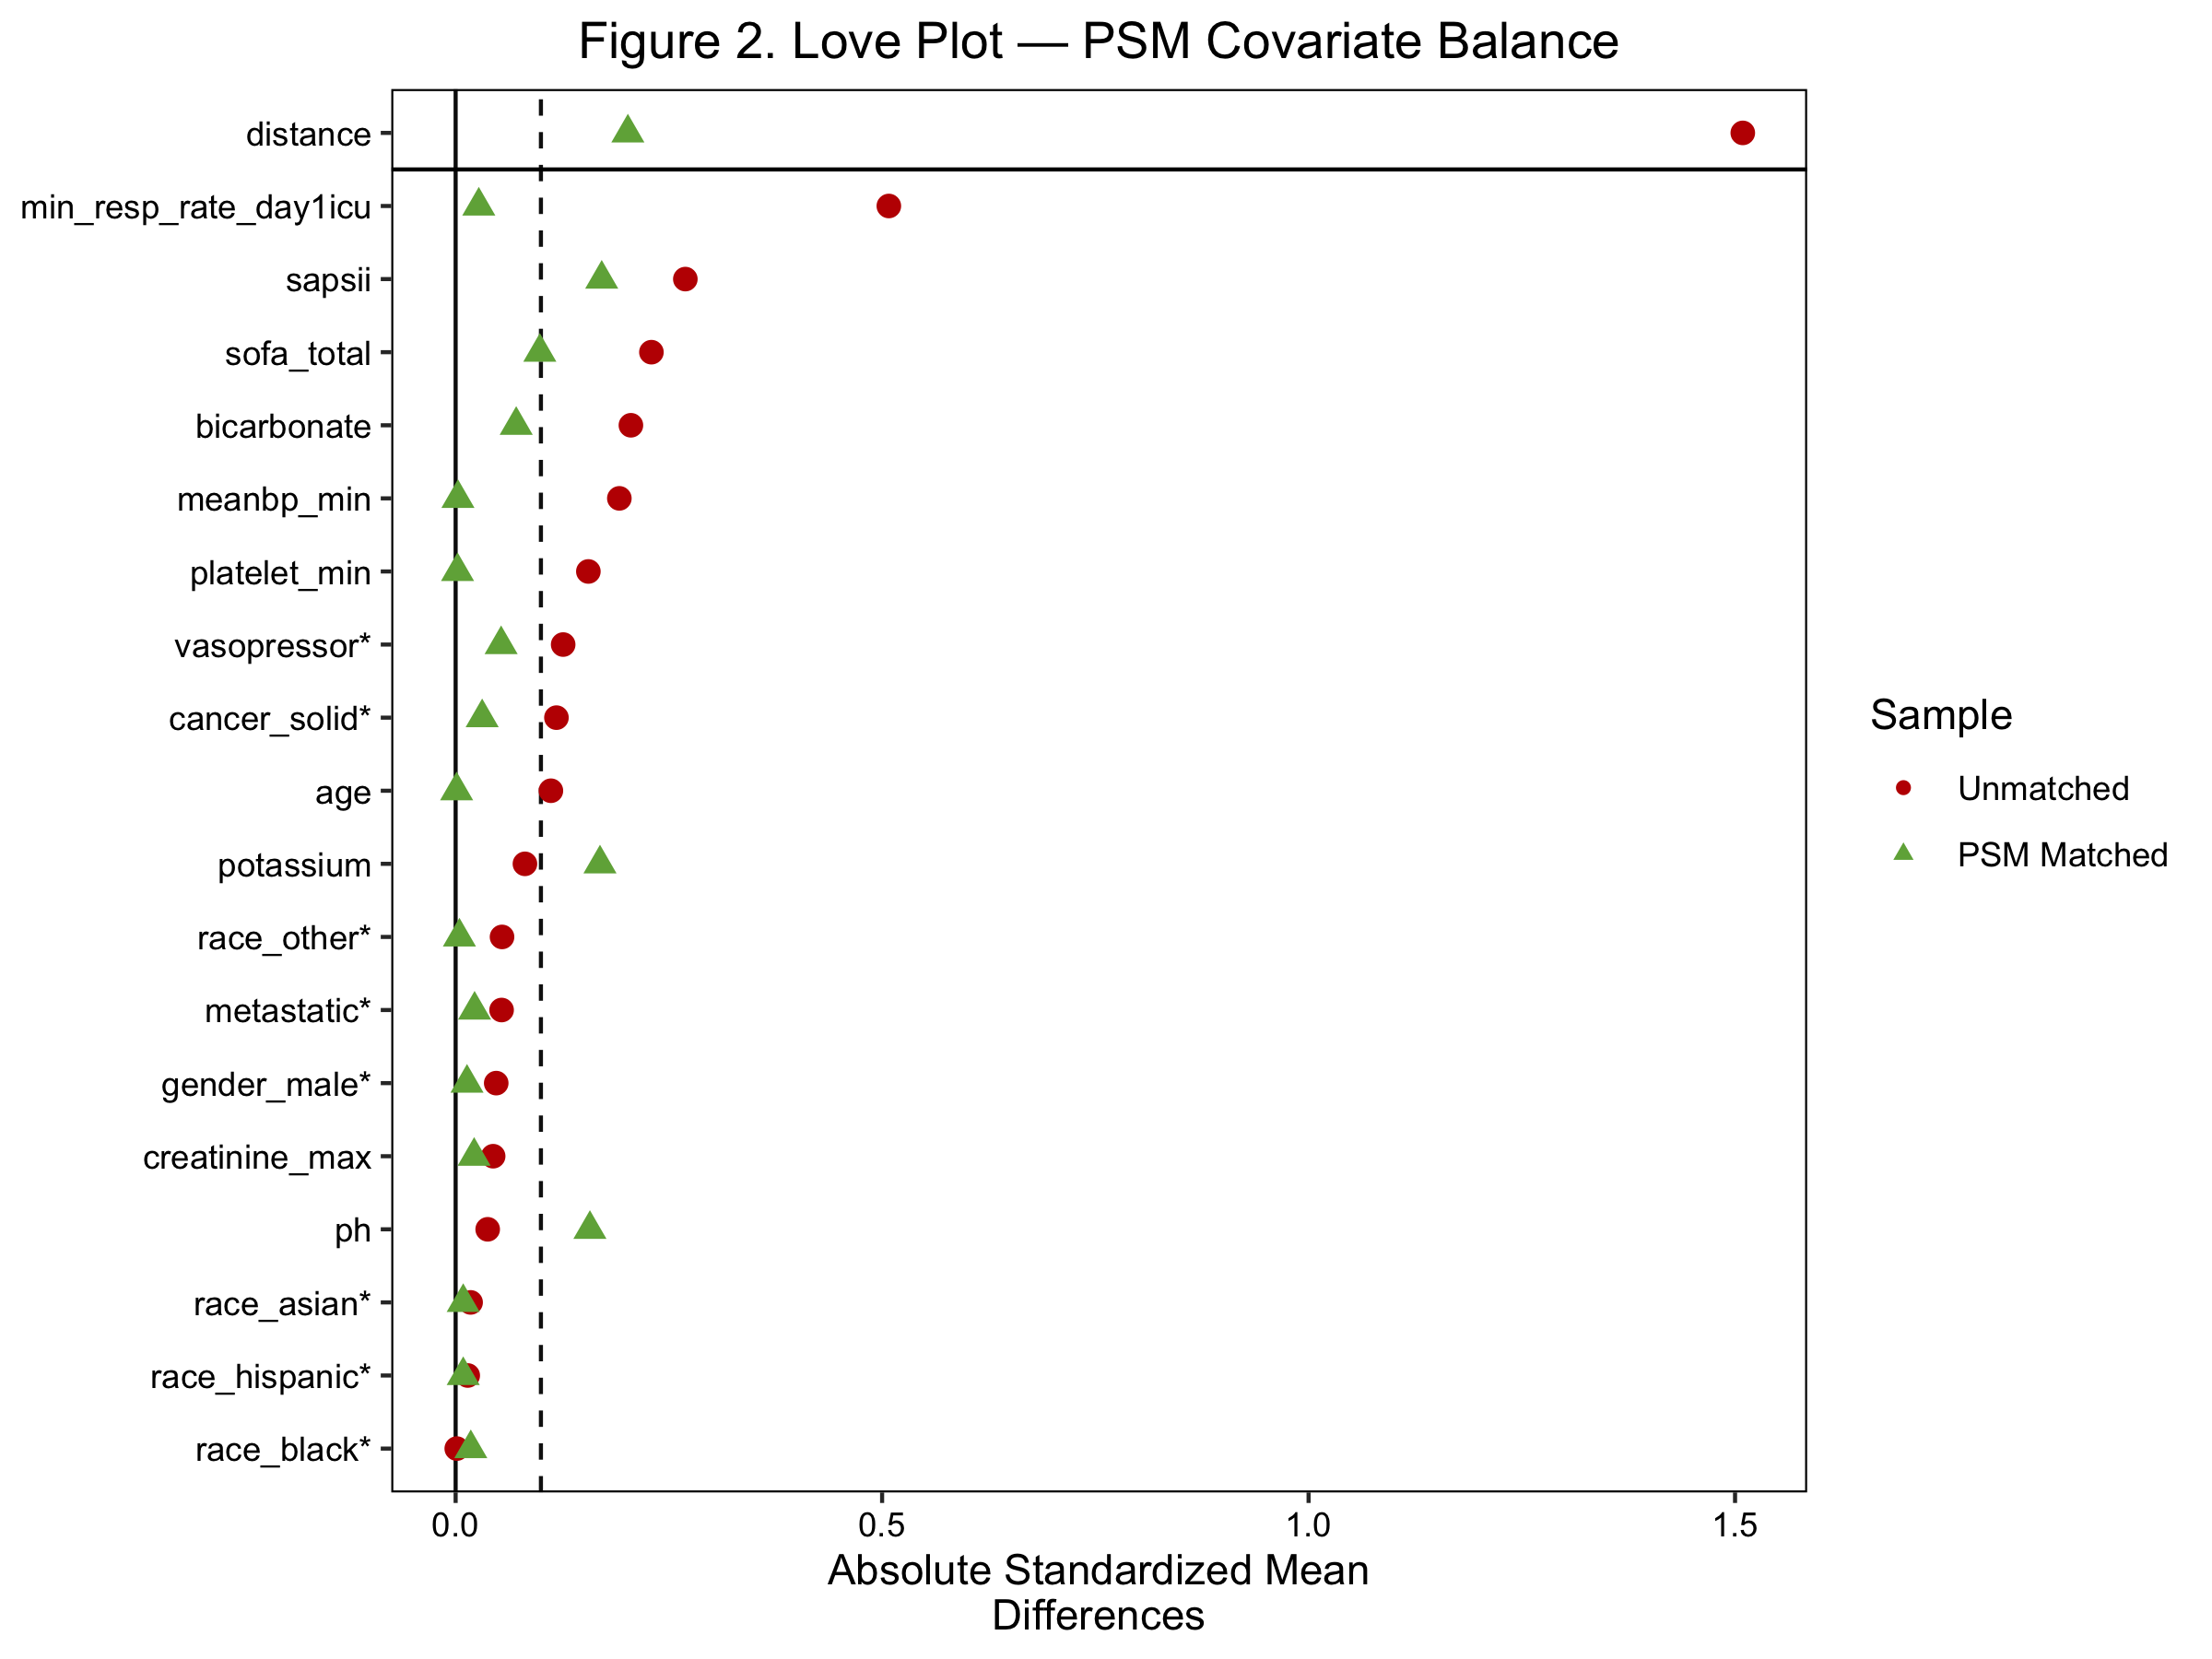 Figure 2. Love Plot — PSM Covariate Balance
distance
min_resp_rate_day1icu
sapsii
sofa_total
bicarbonate
meanbp_min
platelet_min
vasopressor*
cancer_solid*
age
potassium
race_other*
metastatic*
gender_male*
creatinine_max
ph
race_asian*
race_hispanic*
race_black*
0.0 0.5 1.0 1.5
Absolute Standardized Mean
Differences
Sample
Unmatched
PSM Matched